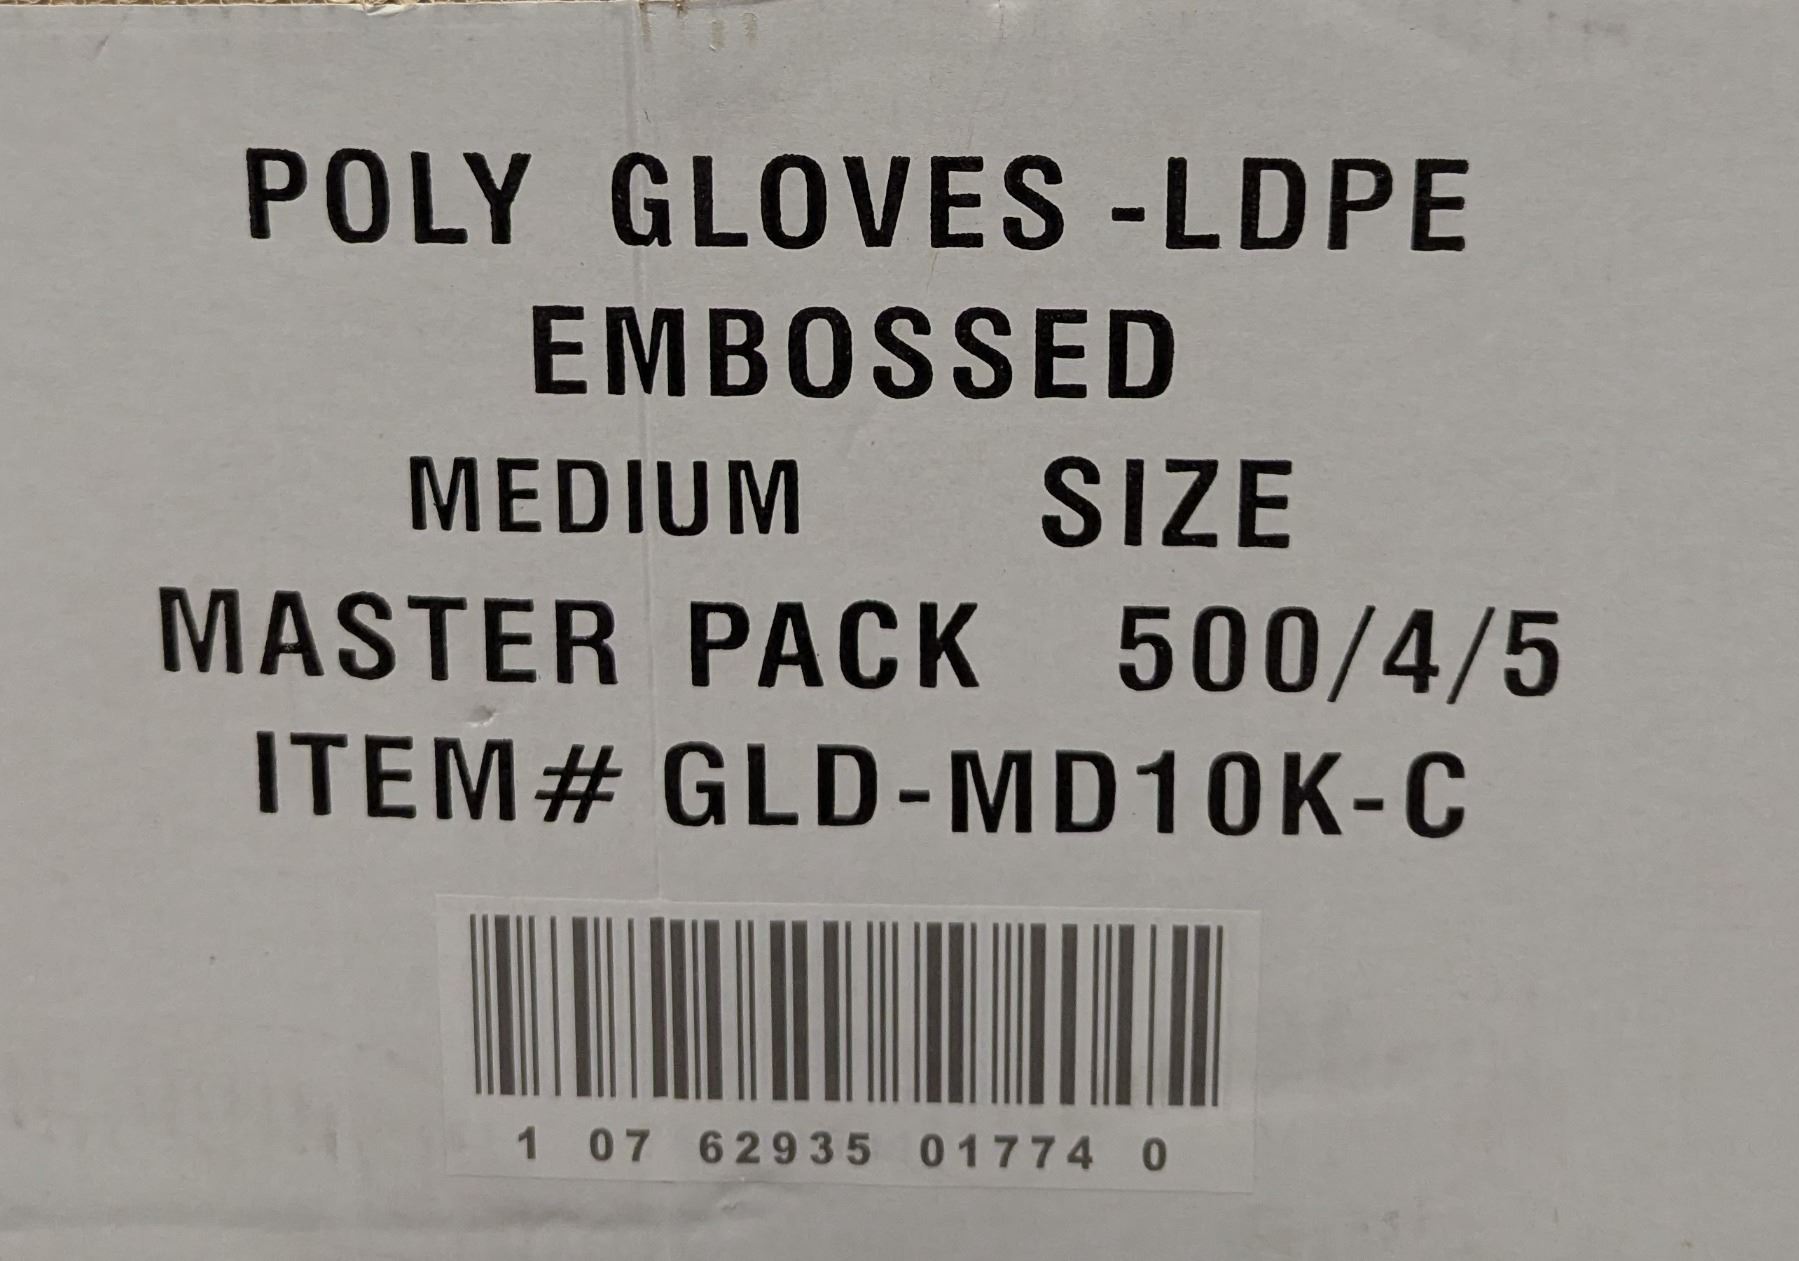 POLY GLOVES -LDPE
EMBOSSED
MEDIUM SIZE
MASTER PACK 500/4/5
ITEM# GLD-MD10K-C
1 07 62935 01774 0